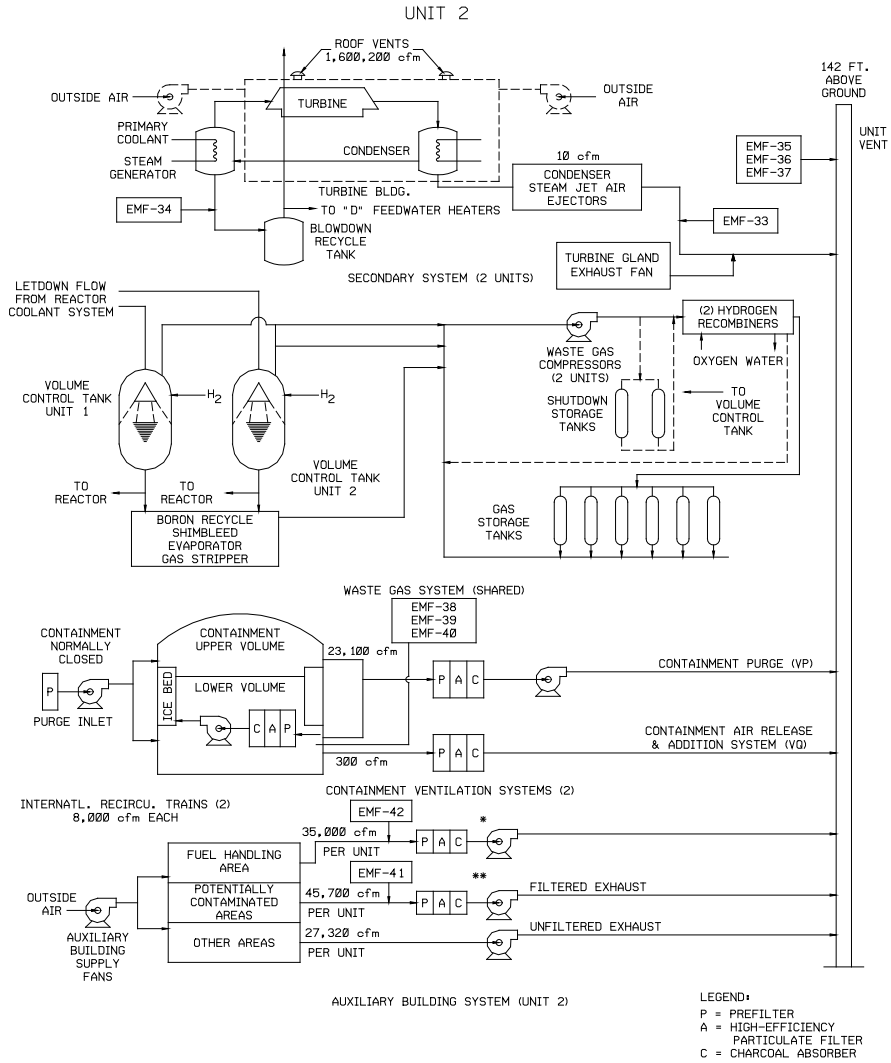 UNIT 2
ROOF VENTS
1,600,200 cfm
142 FT.
ABOVE
GROUND
OUTSIDE AIR
TURBINE
OUTSIDE
AIR
UNIT
VENT
PRIMARY
COOLANT
STEAM
GENERATOR
CONDENSER
EMF-35
EMF-36
EMF-37
10 cfm
CONDENSER
STEAM JET AIR
EJECTORS
TURBINE BLDG.
EMF-34
TO "D" FEEDWATER HEATERS
EMF-33
BLOWDOWN
RECYCLE
TANK
TURBINE GLAND
EXHAUST FAN
SECONDARY SYSTEM (2 UNITS)
LETDOWN FLOW
FROM REACTOR
COOLANT SYSTEM
(2) HYDROGEN
RECOMBINERS
WASTE GAS
COMPRESSORS
(2 UNITS)
OXYGEN WATER
VOLUME
CONTROL TANK
UNIT 1
H2
H2
SHUTDOWN
STORAGE
TANKS
TO
VOLUME
CONTROL
TANK
VOLUME
CONTROL TANK
UNIT 2
TO
REACTOR
TO
REACTOR
BORON RECYCLE
SHIMBLEED
EVAPORATOR
GAS STRIPPER
GAS
STORAGE
TANKS
WASTE GAS SYSTEM (SHARED)
EMF-38
EMF-39
EMF-40
CONTAINMENT
NORMALLY
CLOSED
CONTAINMENT
UPPER VOLUME
23,100 cfm
CONTAINMENT PURGE (VP)
P
PURGE INLET
ICE BED
LOWER VOLUME
P A C
C A P
CONTAINMENT AIR RELEASE
& ADDITION SYSTEM (VQ)
P A C
300 cfm
CONTAINMENT VENTILATION SYSTEMS (2)
INTERNATL. RECIRCU. TRAINS (2)
8,000 cfm EACH
EMF-42
35,000 cfm
PER UNIT
P A C
*
FUEL HANDLING
AREA
EMF-41
POTENTIALLY
CONTAMINATED
AREAS
45,700 cfm
PER UNIT
P A C
**
FILTERED EXHAUST
OUTSIDE
AIR
AUXILIARY
BUILDING
SUPPLY
FANS
OTHER AREAS
27,320 cfm
PER UNIT
UNFILTERED EXHAUST
AUXILIARY BUILDING SYSTEM (UNIT 2)
LEGEND:
P = PREFILTER
A = HIGH-EFFICIENCY
PARTICULATE FILTER
C = CHARCOAL ABSORBER